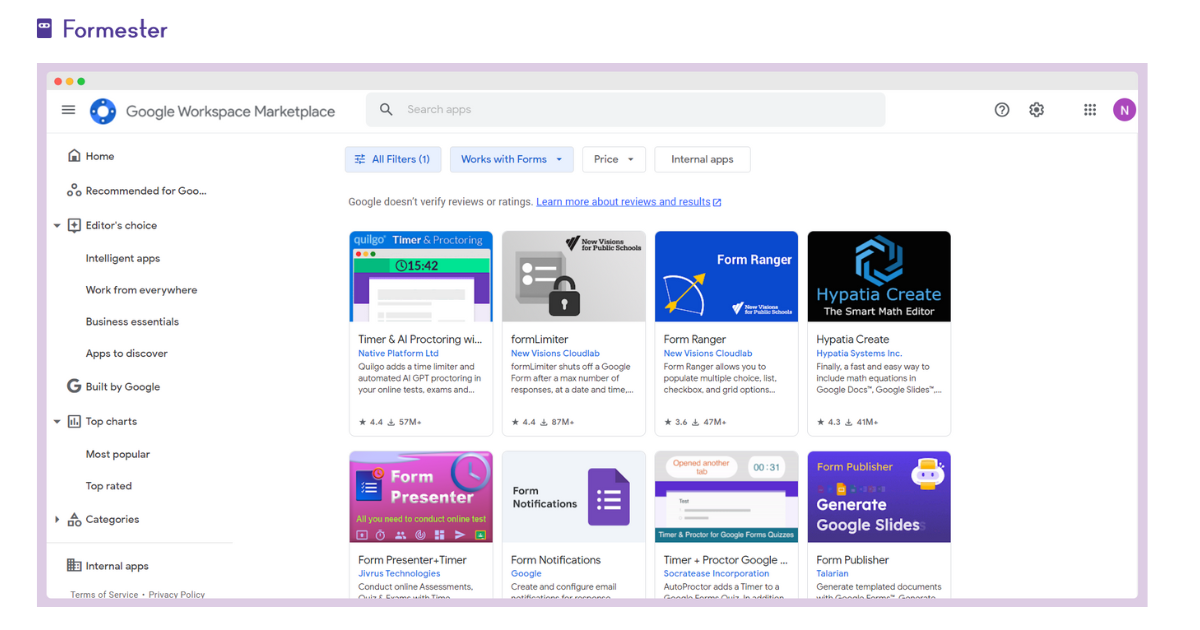 Formester
Google Workspace Marketplace
Search apps
N
Home
Recommended for Goo...
Editor's choice
Intelligent apps
Work from everywhere
Business essentials
Apps to discover
Built by Google
Top charts
Most popular
Top rated
Categories
Internal apps
Terms of Service • Privacy Policy
All Filters (1)
Works with Forms
Price
Internal apps
Google doesn't verify reviews or ratings. Learn more about reviews and results
quilgo Timer & Proctoring
15:42
Timer & AI Proctoring wi...
Native Platform Ltd
Quilgo adds a time limiter and
automated AI GPT proctoring in
your online tests, exams and...
4.4 57M+
New Visions
for Public Schools
formLimiter
New Visions Cloudlab
formLimiter shuts off a Google
Form after a max number of
responses, at a date and time,...
4.4 87M+
Form Ranger
New Visions
for Public Schools
Form Ranger
New Visions Cloudlab
Form Ranger allows you to
populate multiple choice, list,
checkbox, and grid options...
3.6 47M+
Hypatia Create
The Smart Math Editor
Hypatia Create
Hypatia Systems Inc.
Finally, a fast and easy way to
include math equations in
Google Docs™, Google Slides™,...
4.3 41M+
Form
Presenter
All you need to conduct online test
Form Presenter+Timer
Jivrus Technologies
Conduct online Assessments,
Quiz & Exams with Time
Form
Notifications
Form Notifications
Google
Create and configure email
notifications for response
Opened another
tab
00:31
Test
Timer & Proctor for Google Forms Quizzes
Timer + Proctor Google ...
Socratease Incorporation
AutoProctor adds a Timer to a
Google Forms Quiz. In addition
Form Publisher
Generate
Google Slides
Form Publisher
Talarian
Generate templated documents
with Google Forms™. Generate